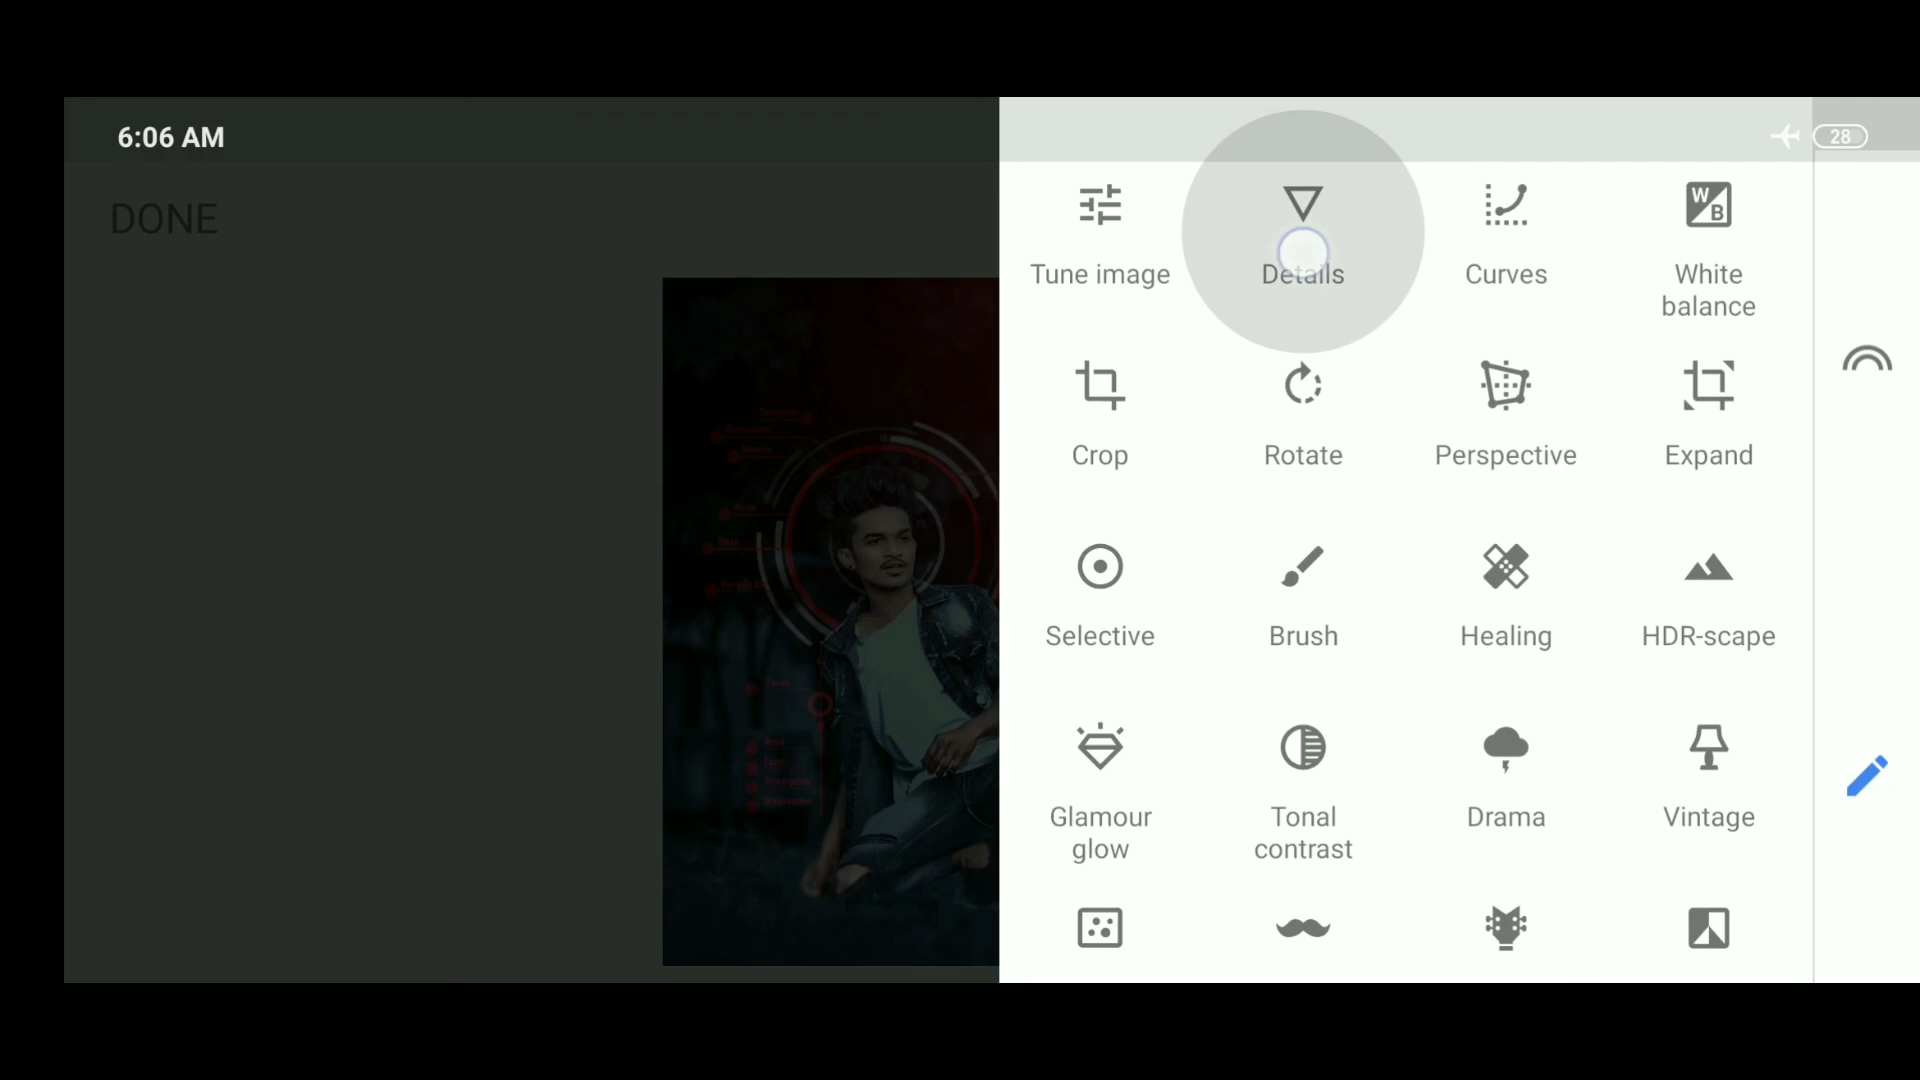 6:06 AM
28
DONE
Tune image
Details
Curves
White
balance
W
B
Crop
Rotate
Perspective
Expand
Selective
Brush
Healing
HDR-scape
Glamour
glow
Tonal
contrast
Drama
Vintage